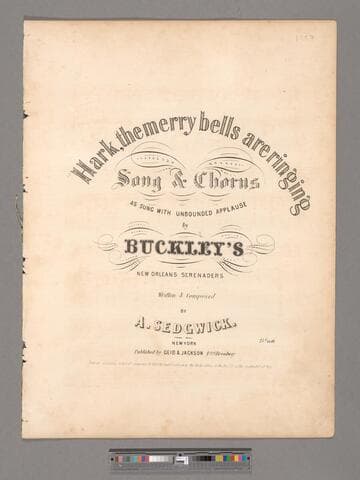 Hark, the merry bells are ringing
Song & Chorus
AS SUNG WITH UNBOUNDED APPLAUSE
by
BUCKLEY'S
NEW ORLEANS SERENADERS
Written & Composed
BY
A. SEDGWICK.
NEW YORK
Published by GEIB & JACKSON Broadway